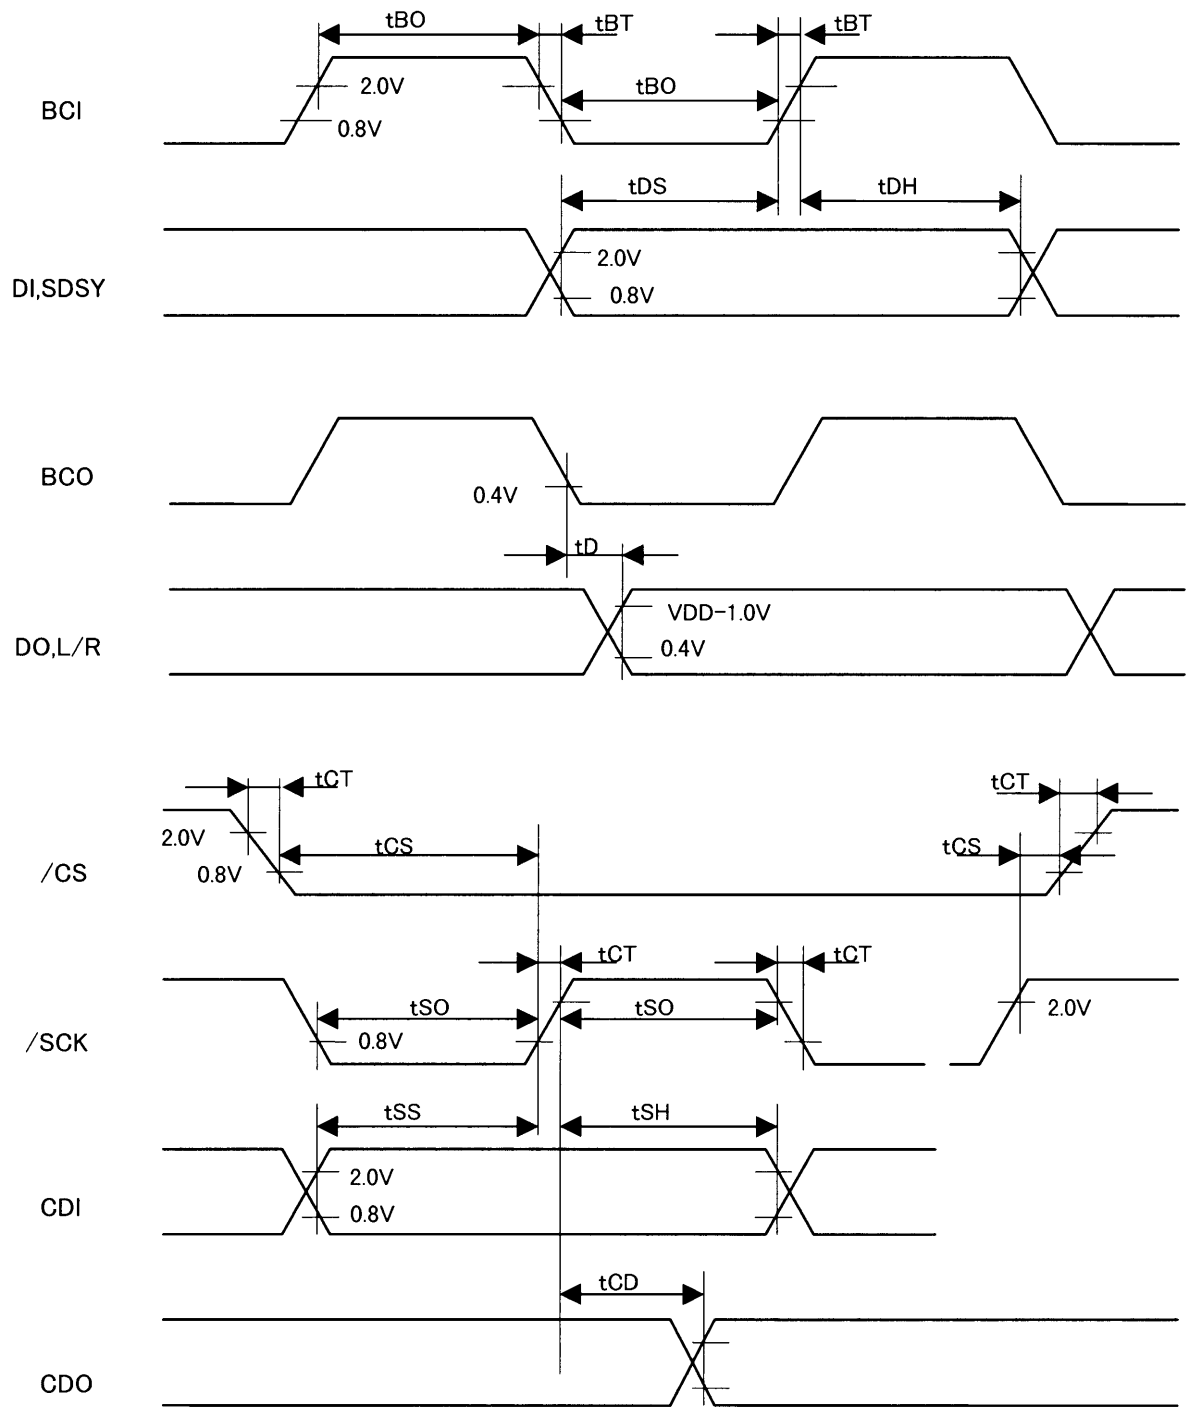 tBO
tBT
tBT
2.0V
tBO
BCI
0.8V
tDS
tDH
2.0V
DI,SDSY
0.8V
BCO
0.4V
tD
VDD-1.0V
DO,L/R
0.4V
tCT
tCT
2.0V
tCS
tCS
/CS
0.8V
tCT
tCT
tSO
tSO
2.0V
/SCK
0.8V
tSS
tSH
2.0V
CDI
0.8V
tCD
CDO